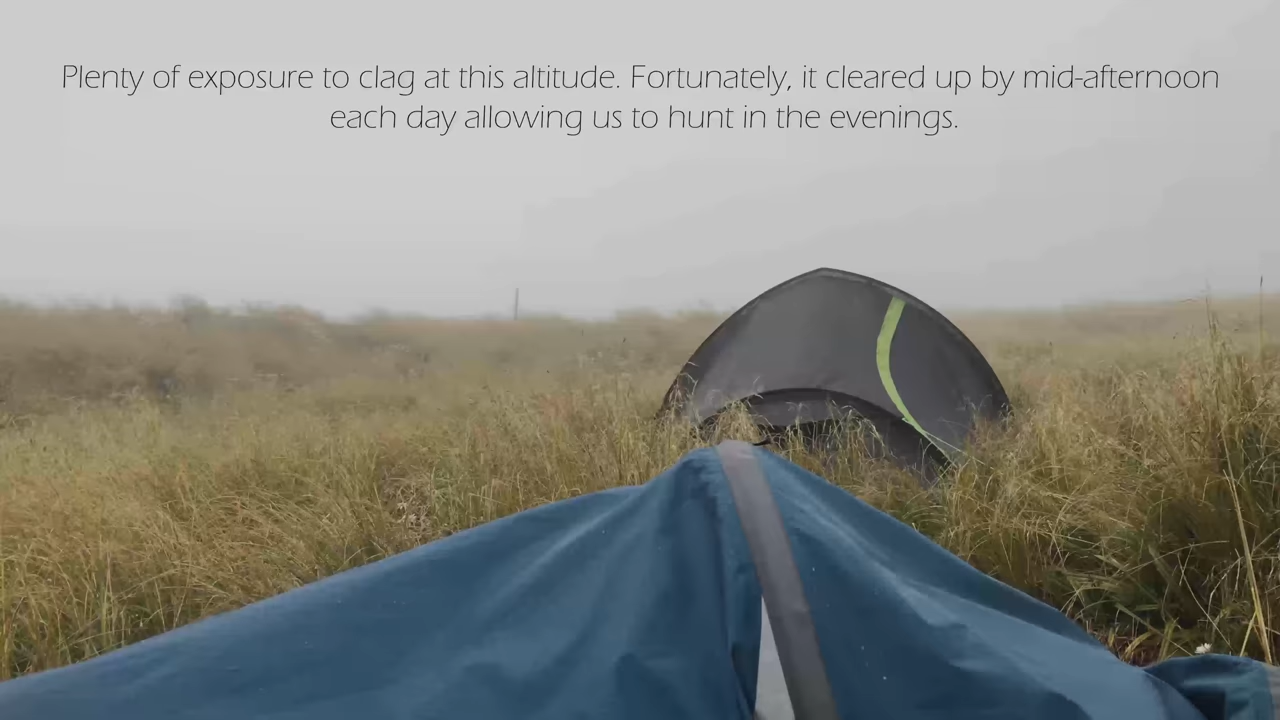 Plenty of exposure to clag at this altitude. Fortunately, it cleared up by mid-afternoon
each day allowing us to hunt in the evenings.